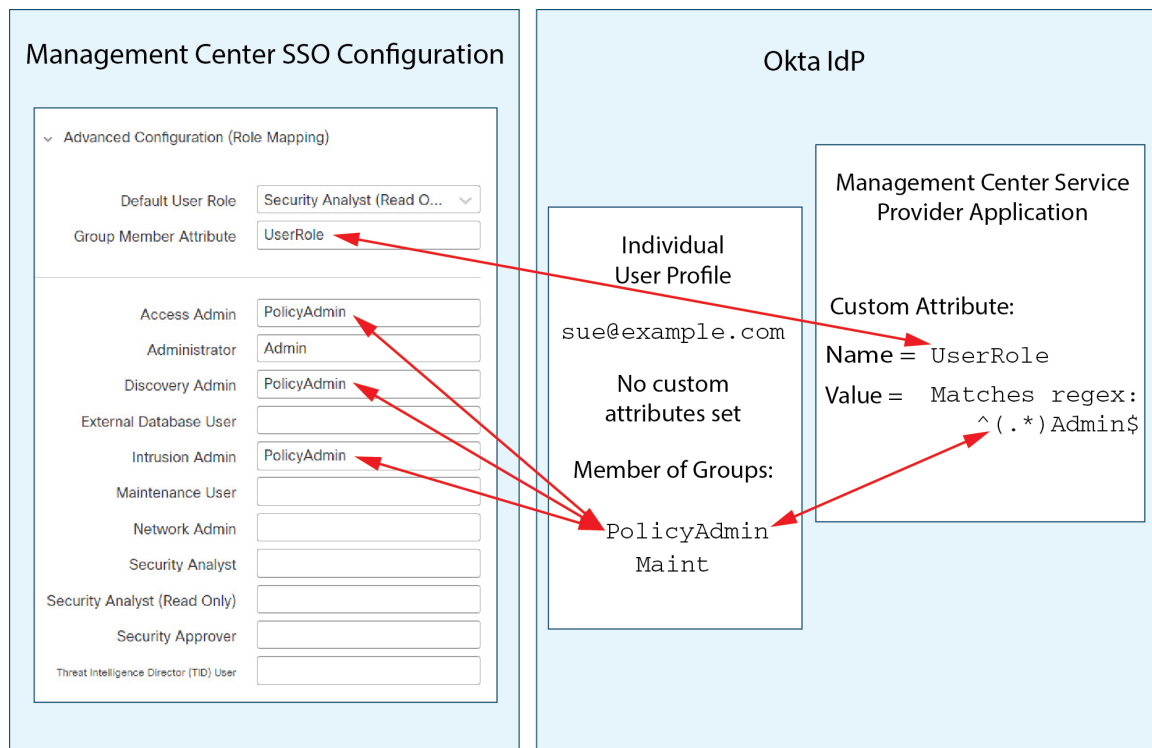 Management Center SSO Configuration
Advanced Configuration (Role Mapping)
Default User Role
Security Analyst (Read O...
Group Member Attribute
UserRole
Access Admin
PolicyAdmin
Administrator
Admin
Discovery Admin
PolicyAdmin
External Database User
Intrusion Admin
PolicyAdmin
Maintenance User
Network Admin
Security Analyst
Security Analyst (Read Only)
Security Approver
Threat Intelligence Director (TID) User
Okta IdP
Individual
User Profile
sue@example.com
No custom
attributes set
Member of Groups:
PolicyAdmin
Maint
Management Center Service
Provider Application
Custom Attribute:
Name = UserRole
Value = Matches regex:
^(.*)Admin$